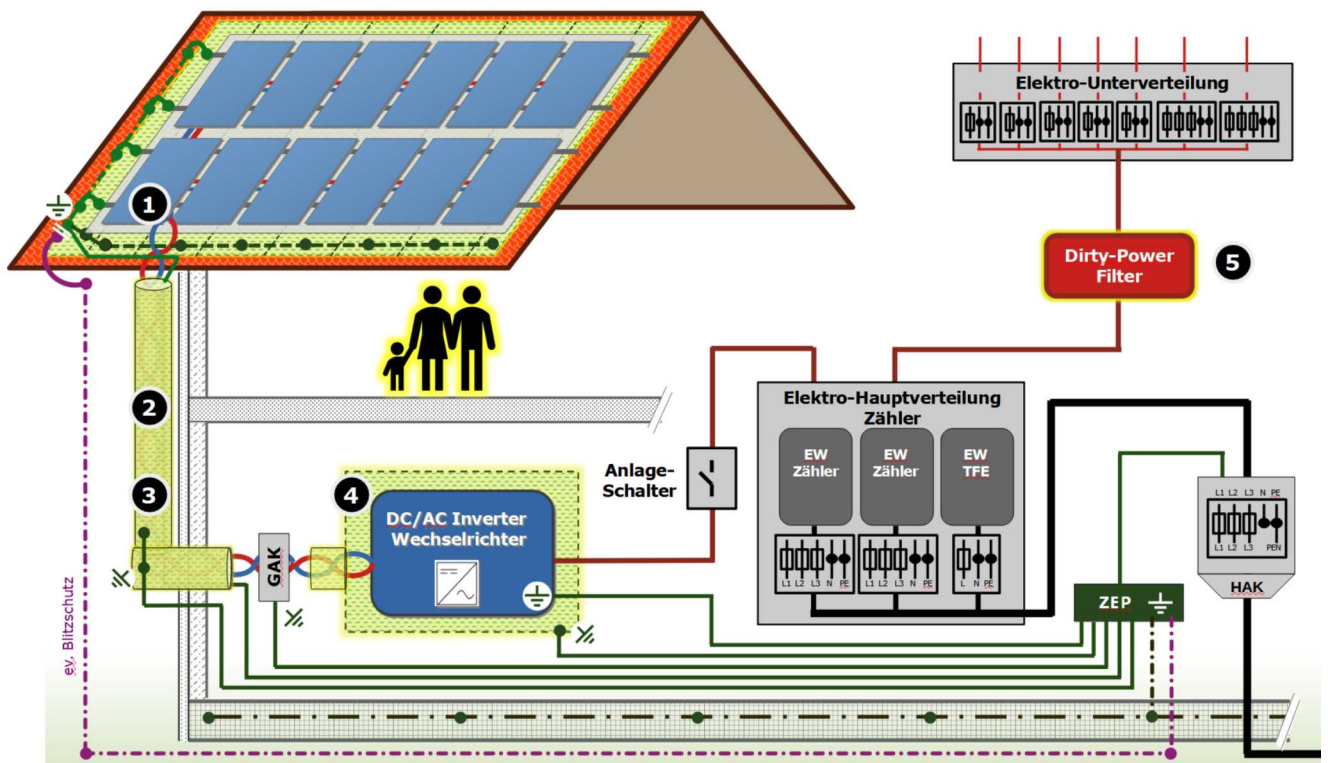 Elektro-Unterverteilung
1
Dirty-Power
Filter
5
2
Elektro-Hauptverteilung
Zähler
EW
Zähler
EW
Zähler
EW
TFE
Anlage-
Schalter
3
4
DC/AC Inverter
Wechselrichter
L1 L2 L3 N PE
L1 L2 L3 PEN
HAK
GAK
L1 L2 L3 N PE
L1 L2 L3 N PE
L N PE
ZEP
ev. Blitzschutz